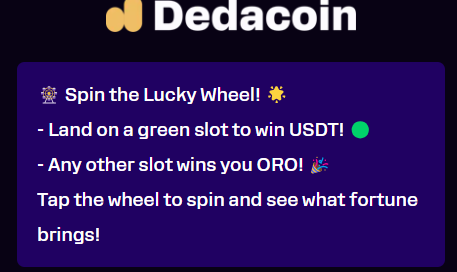 Dedacoin
🎡 Spin the Lucky Wheel! 🌟
- Land on a green slot to win USDT! 🟢
- Any other slot wins you ORO! 🎉
Tap the wheel to spin and see what fortune
brings!